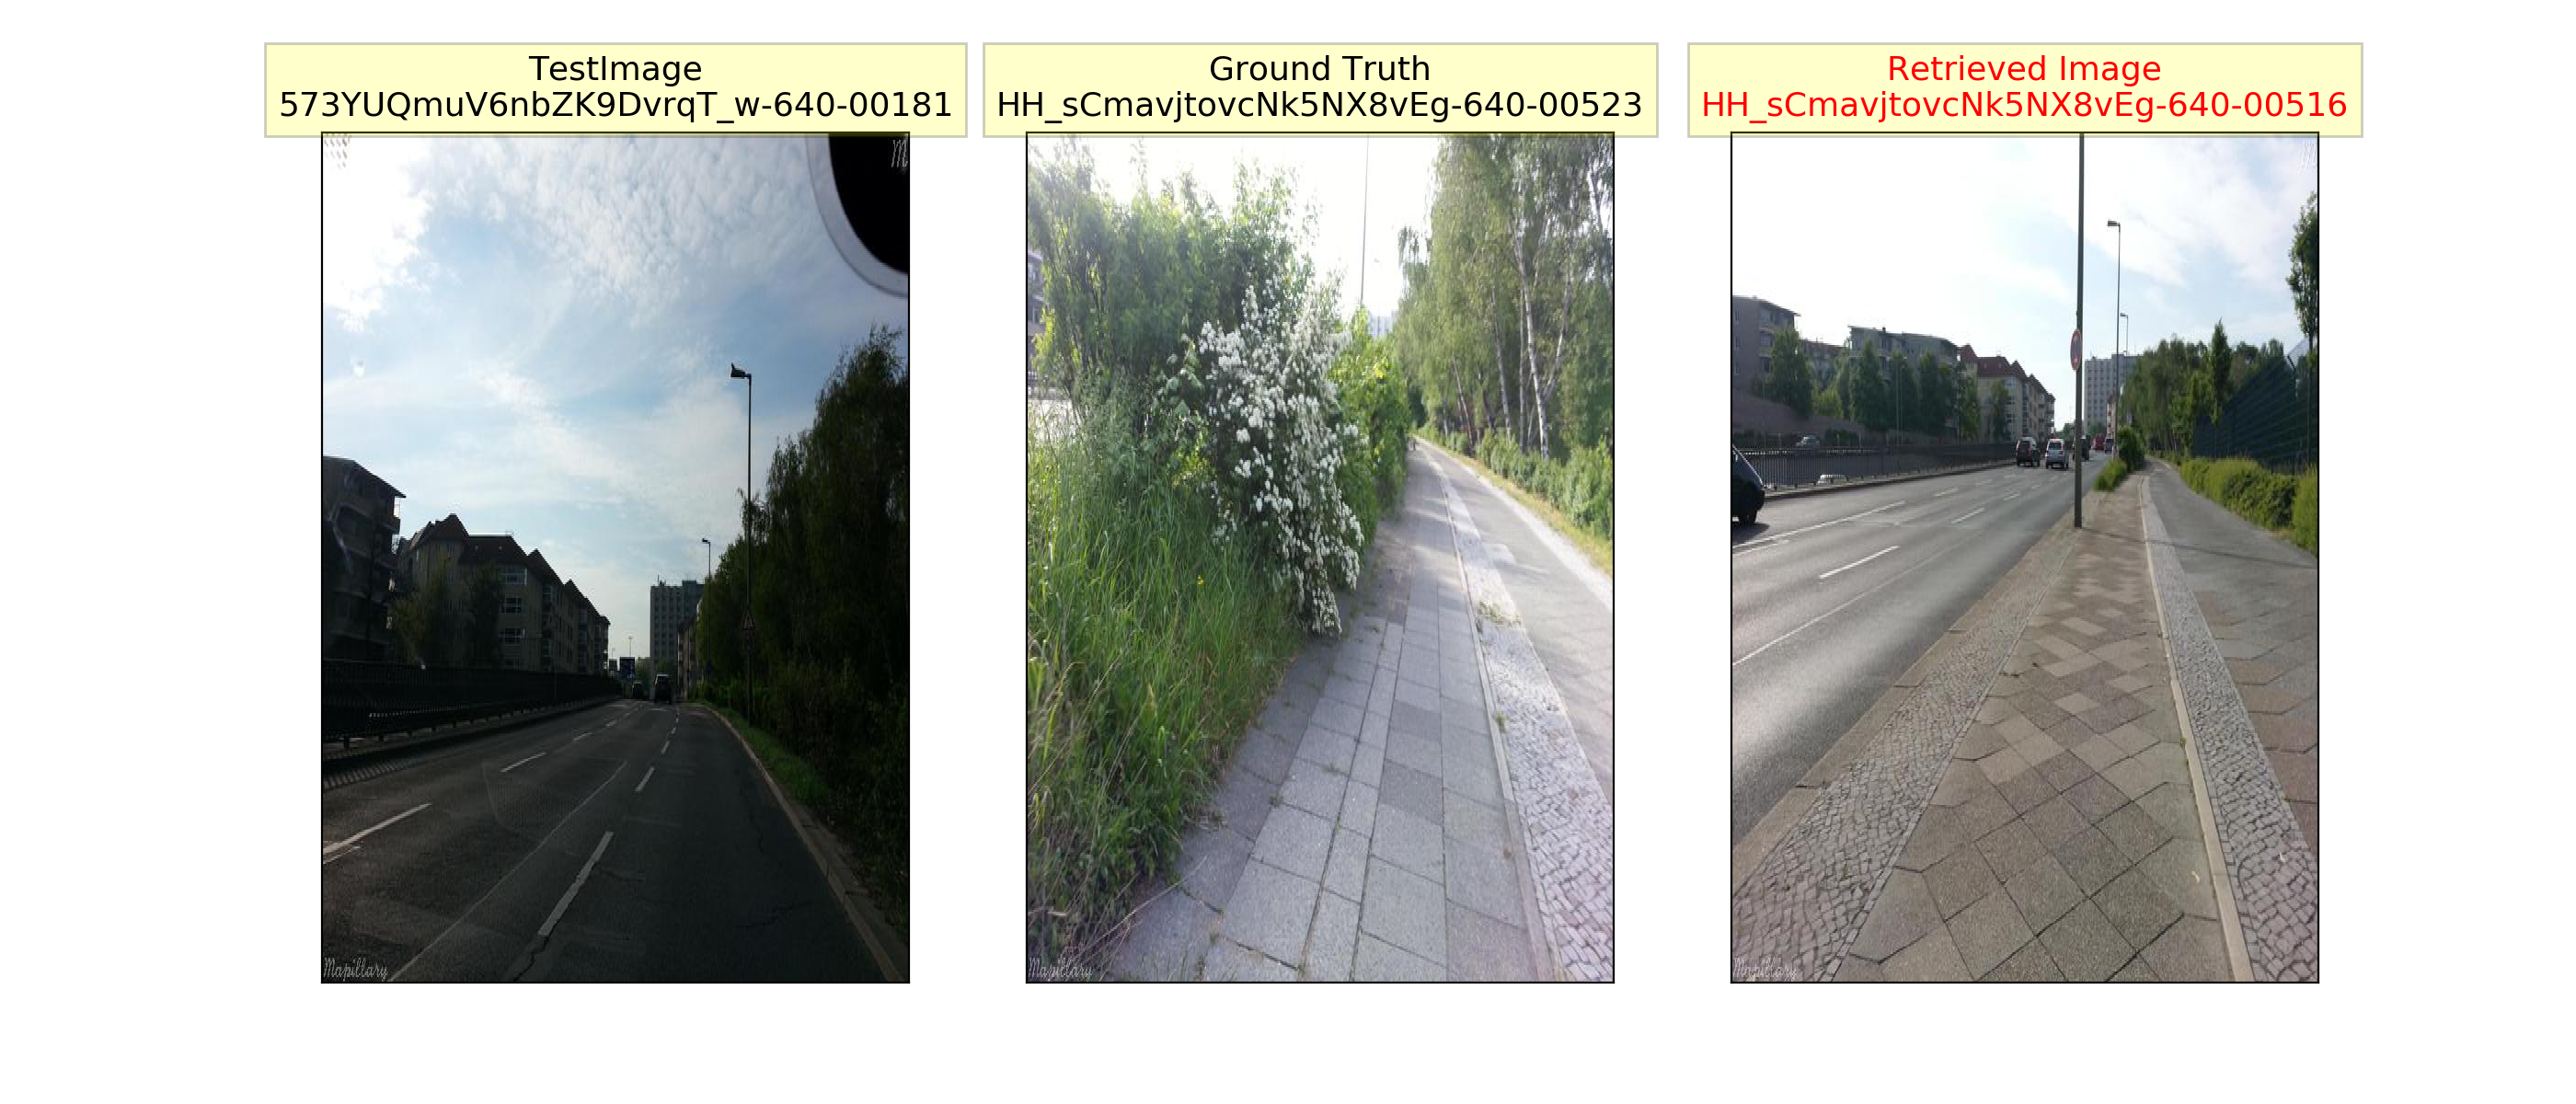 TestImage
573YUQmuV6nbZK9DvrqT_w-640-00181
Ground Truth
HH_sCmavjtovcNk5NX8vEg-640-00523
Retrieved Image
HH_sCmavjtovcNk5NX8vEg-640-00516
M
Mapillary
Mapillary
Mapillary